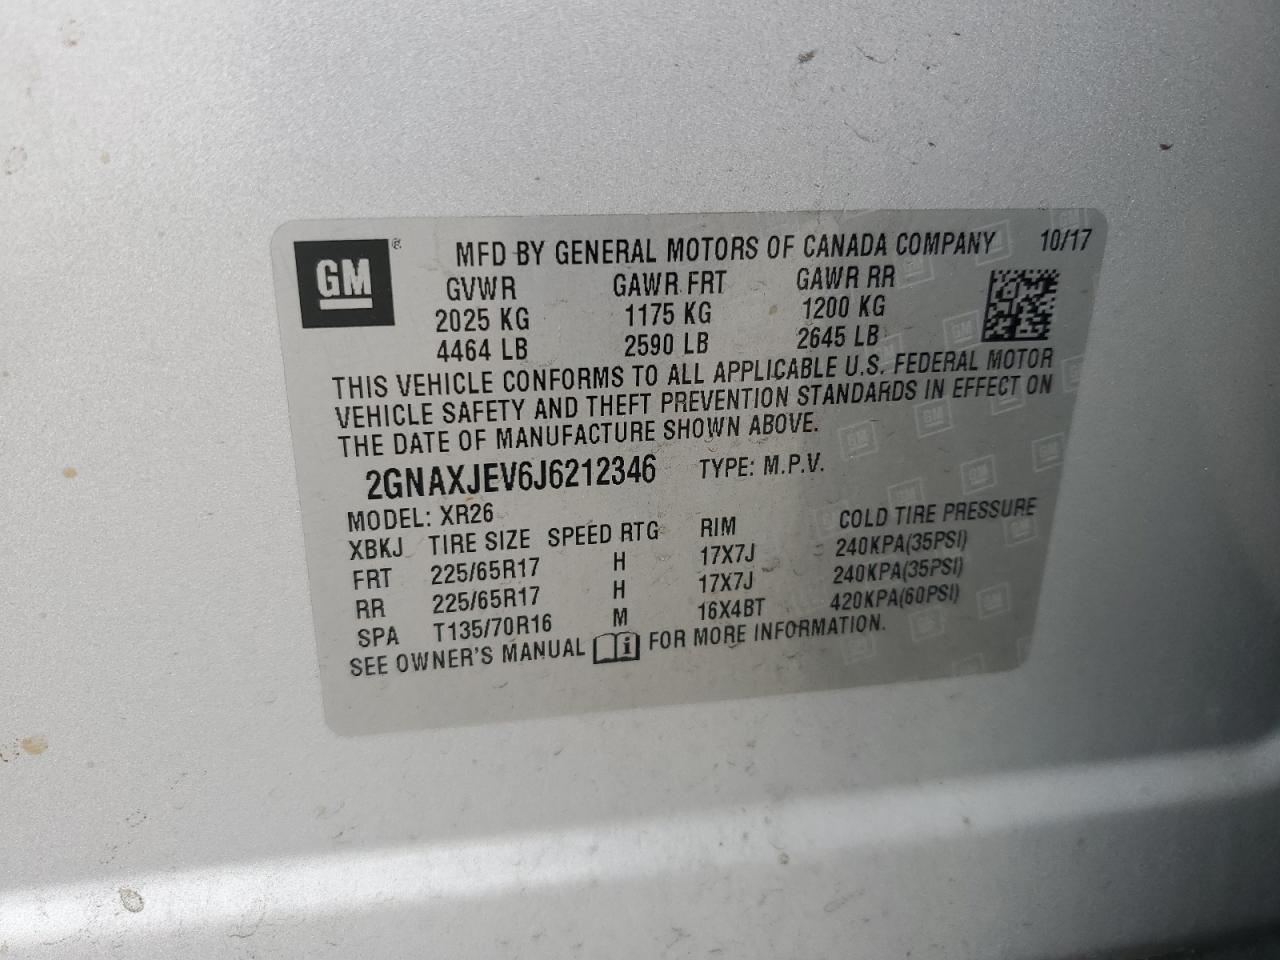 GM ®
MFD BY GENERAL MOTORS OF CANADA COMPANY 10/17
GVWR GAWR FRT GAWR RR
2025 KG 1175 KG 1200 KG
4464 LB 2590 LB 2645 LB
THIS VEHICLE CONFORMS TO ALL APPLICABLE U.S. FEDERAL MOTOR
VEHICLE SAFETY AND THEFT PREVENTION STANDARDS IN EFFECT ON
THE DATE OF MANUFACTURE SHOWN ABOVE.
2GNAXJEV6J6212346 TYPE: M.P.V.
MODEL: XR26
XBKJ TIRE SIZE SPEED RTG RIM COLD TIRE PRESSURE
FRT 225/65R17 H 17X7J 240KPA(35PSI)
RR 225/65R17 H 17X7J 240KPA(35PSI)
SPA T135/70R16 M 16X4BT 420KPA(60PSI)
SEE OWNER'S MANUAL i FOR MORE INFORMATION.